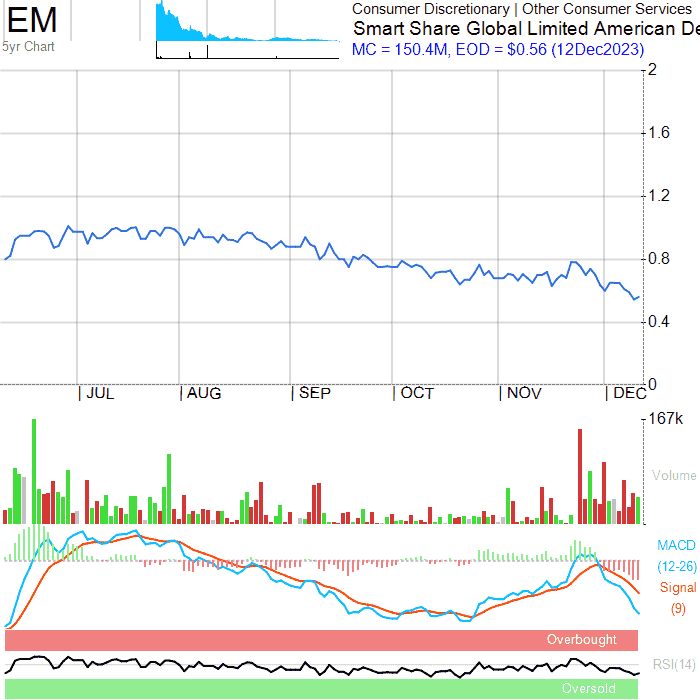 EM
5yr Chart
Consumer Discretionary | Other Consumer Services
Smart Share Global Limited American De
MC = 150.4M, EOD = $0.56 (12Dec2023)
2
1.6
1.2
0.8
0.4
0
JUL
AUG
SEP
OCT
NOV
DEC
167k
Volume
MACD
(12-26)
Signal
(9)
Overbought
RSI(14)
Oversold